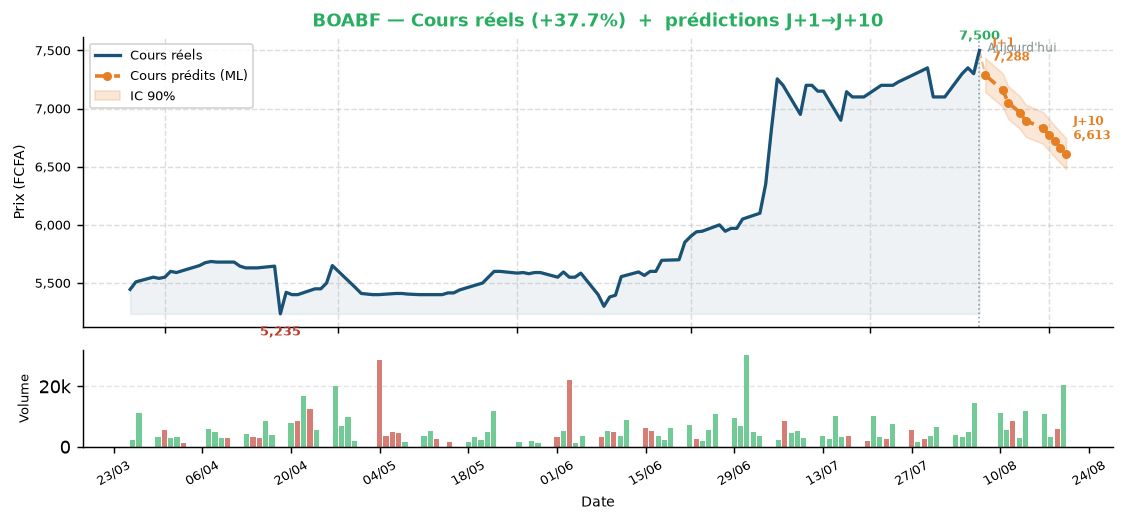 BOABF — Cours réels (+37.7%) + prédictions J+1→J+10
Prix (FCFA)
7,500
7,000
6,500
6,000
5,500
Cours réels
Cours prédits (ML)
IC 90%
7,500
Aujourd'hui
J+1
7,288
J+10
6,613
5,235
Volume
20k
0
23/03
06/04
20/04
04/05
18/05
01/06
15/06
29/06
13/07
27/07
10/08
24/08
Date